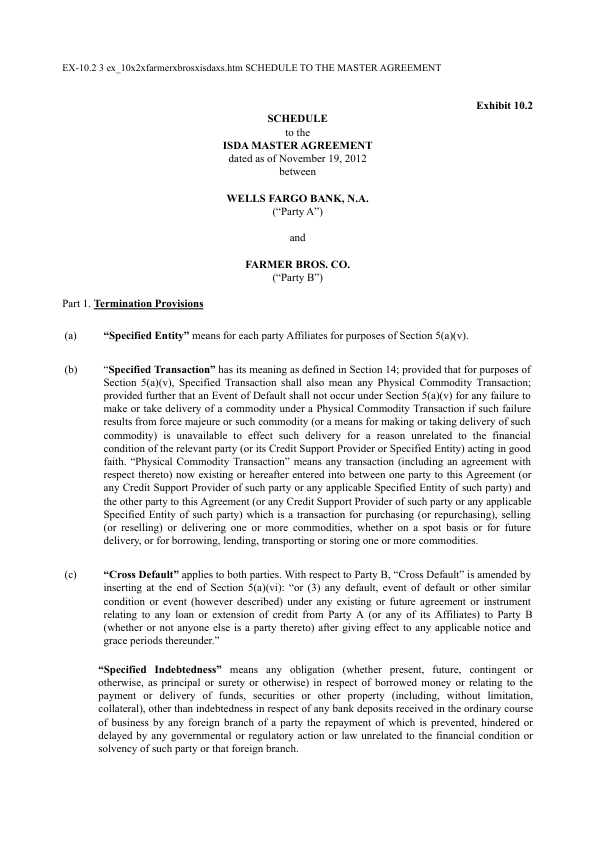 EX-10.2 3 ex_10x2xfarmerxbrosxisdaxs.htm SCHEDULE TO THE MASTER AGREEMENT
Exhibit 10.2
SCHEDULE
to the
ISDA MASTER AGREEMENT
dated as of November 19, 2012
between
WELLS FARGO BANK, N.A.
(“Party A”)
and
FARMER BROS. CO.
(“Party B”)
Part 1. Termination Provisions
(a) “Specified Entity” means for each party Affiliates for purposes of Section 5(a)(v).
(b) “Specified Transaction” has its meaning as defined in Section 14; provided that for purposes of
Section 5(a)(v), Specified Transaction shall also mean any Physical Commodity Transaction;
provided further that an Event of Default shall not occur under Section 5(a)(v) for any failure to
make or take delivery of a commodity under a Physical Commodity Transaction if such failure
results from force majeure or such commodity (or a means for making or taking delivery of such
commodity) is unavailable to effect such delivery for a reason unrelated to the financial
condition of the relevant party (or its Credit Support Provider or Specified Entity) acting in good
faith. “Physical Commodity Transaction” means any transaction (including an agreement with
respect thereto) now existing or hereafter entered into between one party to this Agreement (or
any Credit Support Provider of such party or any applicable Specified Entity of such party) and
the other party to this Agreement (or any Credit Support Provider of such party or any applicable
Specified Entity of such party) which is a transaction for purchasing (or repurchasing), selling
(or reselling) or delivering one or more commodities, whether on a spot basis or for future
delivery, or for borrowing, lending, transporting or storing one or more commodities.
(c) “Cross Default” applies to both parties. With respect to Party B, “Cross Default” is amended by
inserting at the end of Section 5(a)(vi): “or (3) any default, event of default or other similar
condition or event (however described) under any existing or future agreement or instrument
relating to any loan or extension of credit from Party A (or any of its Affiliates) to Party B
(whether or not anyone else is a party thereto) after giving effect to any applicable notice and
grace periods thereunder.”
“Specified Indebtedness” means any obligation (whether present, future, contingent or
otherwise, as principal or surety or otherwise) in respect of borrowed money or relating to the
payment or delivery of funds, securities or other property (including, without limitation,
collateral), other than indebtedness in respect of any bank deposits received in the ordinary course
of business by any foreign branch of a party the repayment of which is prevented, hindered or
delayed by any governmental or regulatory action or law unrelated to the financial condition or
solvency of such party or that foreign branch.